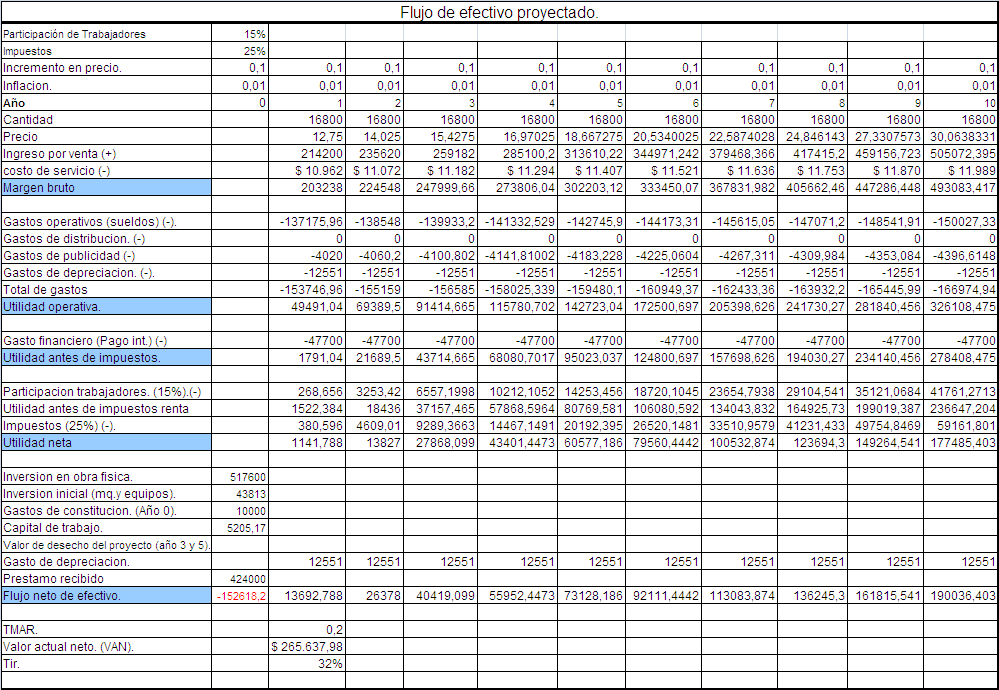 Flujo de efectivo proyectado.
Participación de Trabajadores 15%
Impuestos 25%
Incremento en precio. 0,1 0,1 0,1 0,1 0,1 0,1 0,1 0,1 0,1 0,1 0,1
Inflacion. 0,01 0,01 0,01 0,01 0,01 0,01 0,01 0,01 0,01 0,01 0,01
Año 0 1 2 3 4 5 6 7 8 9 10
Cantidad 16800 16800 16800 16800 16800 16800 16800 16800 16800 16800
Precio 12,75 14,025 15,4275 16,97025 18,667275 20,5340025 22,5874028 24,846143 27,3307573 30,0638331
Ingreso por venta (+) 214200 235620 259182 285100,2 313610,22 344971,242 379468,366 417415,2 459156,723 505072,395
costo de servicio (-) $ 10.962 $ 11.072 $ 11.182 $ 11.294 $ 11.407 $ 11.521 $ 11.636 $ 11.753 $ 11.870 $ 11.989
Margen bruto 203238 224548 247999,66 273806,04 302203,12 333450,07 367831,982 405662,46 447286,448 493083,417
Gastos operativos (sueldos) (-). -137175,96 -138548 -139933,2 -141332,529 -142745,9 -144173,31 -145615,05 -147071,2 -148541,91 -150027,33
Gastos de distribucion. (-) 0 0 0 0 0 0 0 0 0 0
Gastos de publicidad (-) -4020 -4060,2 -4100,802 -4141,81002 -4183,228 -4225,0604 -4267,311 -4309,984 -4353,084 -4396,6148
Gastos de depreciacion. (-). -12551 -12551 -12551 -12551 -12551 -12551 -12551 -12551 -12551 -12551
Total de gastos -153746,96 -155159 -156585 -158025,339 -159480,1 -160949,37 -162433,36 -163932,2 -165445,99 -166974,94
Utilidad operativa. 49491,04 69389,5 91414,665 115780,702 142723,04 172500,697 205398,626 241730,27 281840,456 326108,475
Gasto financiero (Pago int.) (-) -47700 -47700 -47700 -47700 -47700 -47700 -47700 -47700 -47700 -47700
Utilidad antes de impuestos. 1791,04 21689,5 43714,665 68080,7017 95023,037 124800,697 157698,626 194030,27 234140,456 278408,475
Participacion trabajadores. (15%).(-) 268,656 3253,42 6557,1998 10212,1052 14253,456 18720,1045 23654,7938 29104,541 35121,0684 41761,2713
Utilidad antes de impuestos renta 1522,384 18436 37157,465 57868,5964 80769,581 106080,592 134043,832 164925,73 199019,387 236647,204
Impuestos (25%) (-). 380,596 4609,01 9289,3663 14467,1491 20192,395 26520,1481 33510,9579 41231,433 49754,8469 59161,801
Utilidad neta 1141,788 13827 27868,099 43401,4473 60577,186 79560,4442 100532,874 123694,3 149264,541 177485,403
Inversion en obra fisica. 517600
Inversion inicial (mq.y equipos). 43813
Gastos de constitucion. (Año 0). 10000
Capital de trabajo. 5205,17
Valor de desecho del proyecto (año 3 y 5).
Gasto de depreciacion. 12551 12551 12551 12551 12551 12551 12551 12551 12551 12551
Prestamo recibido 424000
Flujo neto de efectivo. -152618,2 13692,788 26378 40419,099 55952,4473 73128,186 92111,4442 113083,874 136245,3 161815,541 190036,403
TMAR. 0,2
Valor actual neto. (VAN). $ 265.637,98
Tir. 32%